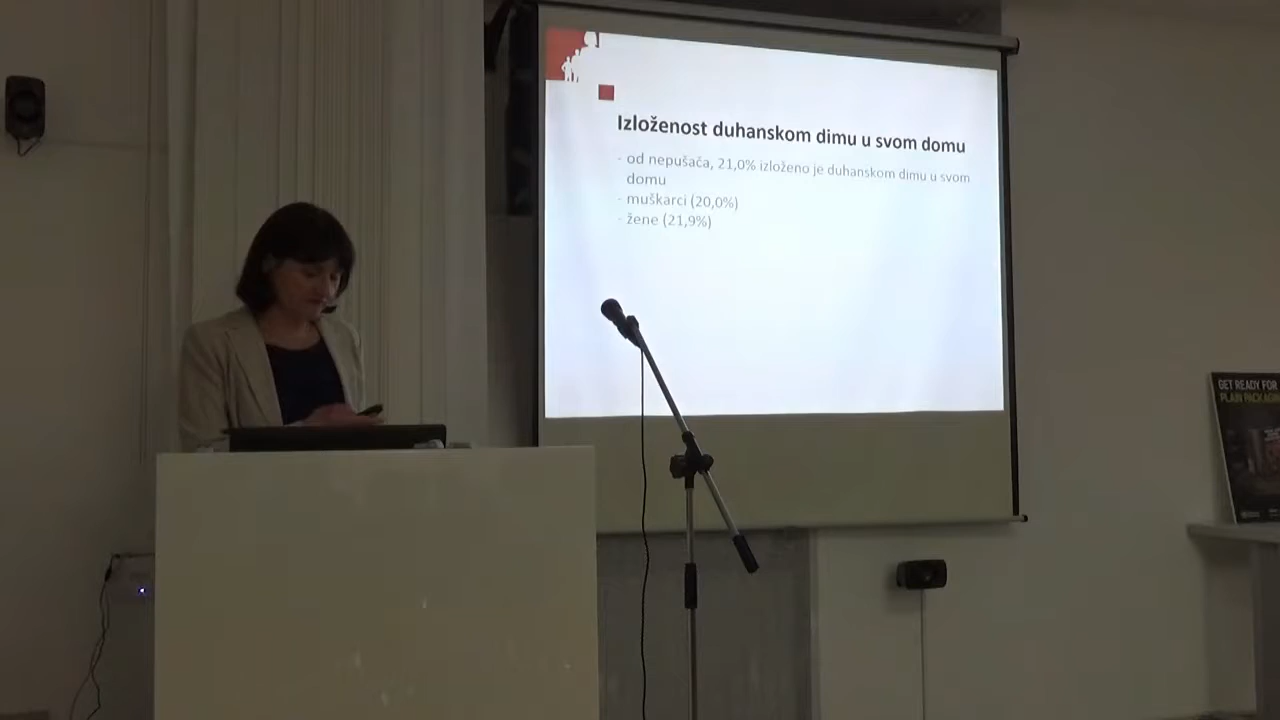 Izloženost duhanskom dimu u svom domu
- od nepušača, 21,0% izloženo je duhanskom dimu u svom
domu
- muškarci (20,0%)
- žene (21,9%)
GET READY FOR
PLAIN PACKAGIN